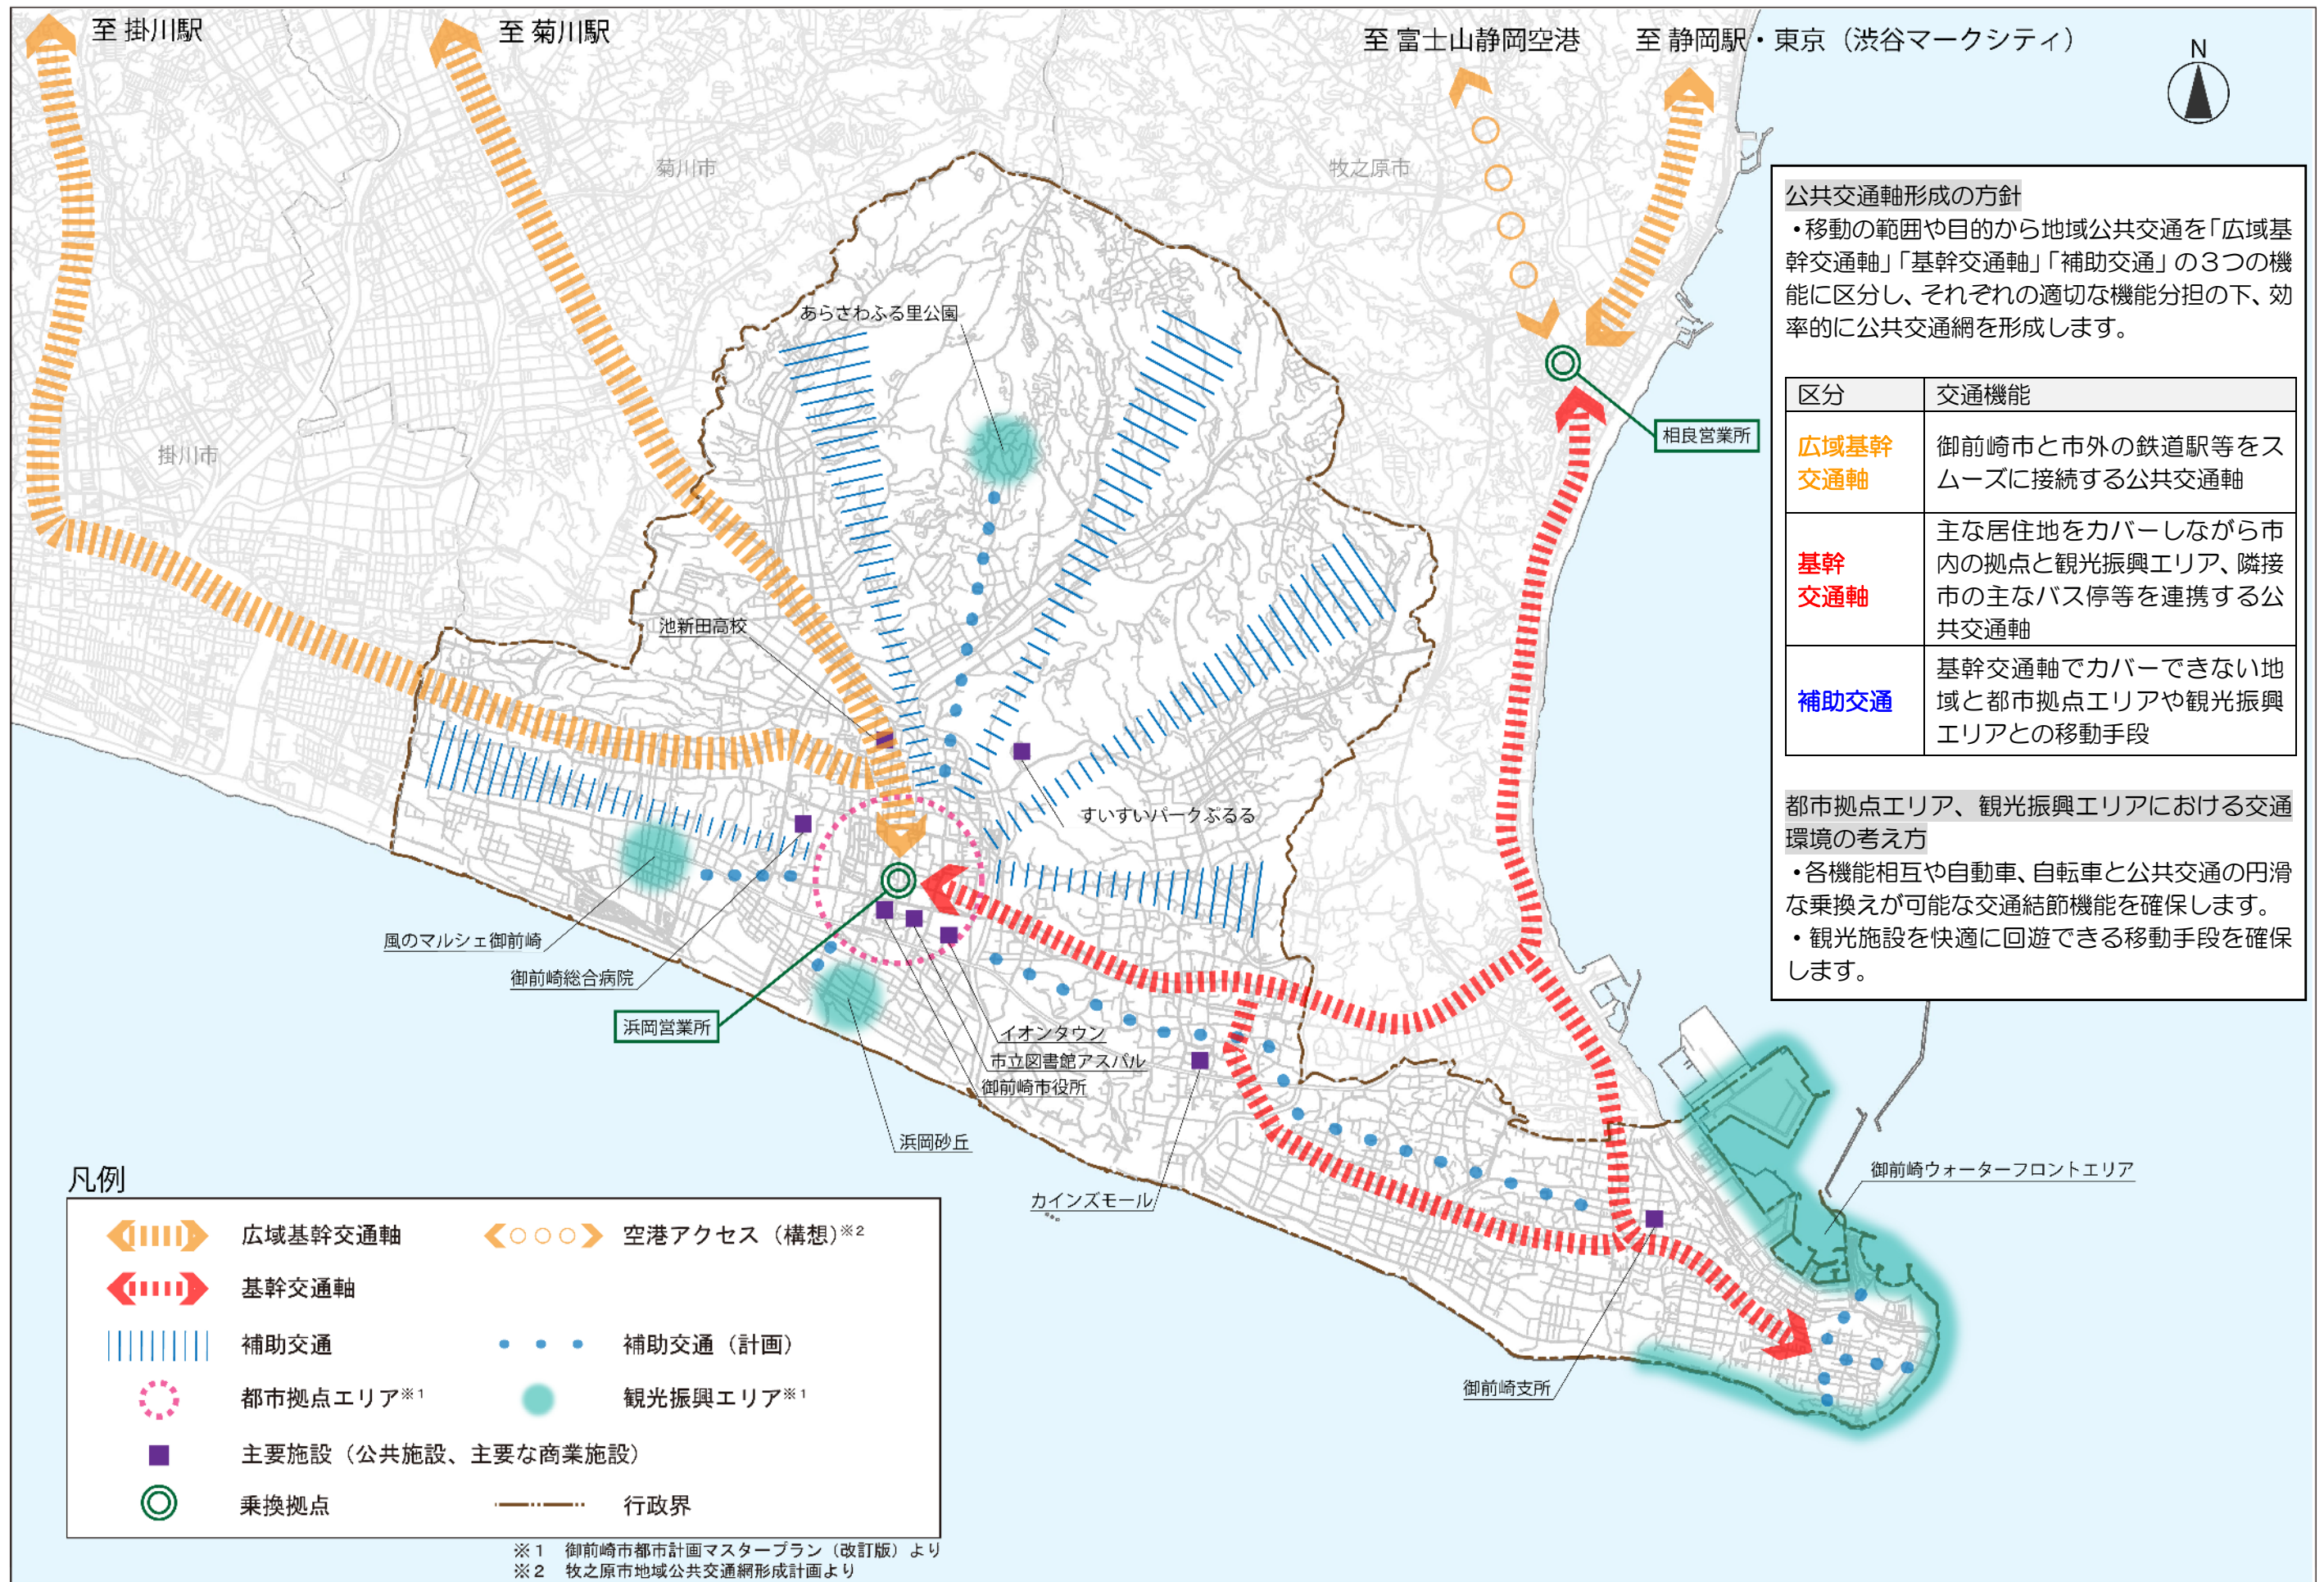 至 掛川駅
至 菊川駅
至 富士山静岡空港
至 静岡駅・東京（渋谷マークシティ）
N
菊川市
牧之原市
掛川市
あらさわふる里公園
池新田高校
相良営業所
すいすいパークぷるる
風のマルシェ御前崎
御前崎総合病院
浜岡営業所
イオンタウン
市立図書館アスパル
御前崎市役所
浜岡砂丘
カインズモール
御前崎ウォーターフロントエリア
御前崎支所
公共交通軸形成の方針
・移動の範囲や目的から地域公共交通を「広域基
幹交通軸」「基幹交通軸」「補助交通」の３つの機
能に区分し、それぞれの適切な機能分担の下、効
率的に公共交通網を形成します。
区分 交通機能
広域基幹
交通軸
御前崎市と市外の鉄道駅等をス
ムーズに接続する公共交通軸
基幹
交通軸
主な居住地をカバーしながら市
内の拠点と観光振興エリア、隣接
市の主なバス停等を連携する公
共交通軸
補助交通
基幹交通軸でカバーできない地
域と都市拠点エリアや観光振興
エリアとの移動手段
都市拠点エリア、観光振興エリアにおける交通
環境の考え方
・各機能相互や自動車、自転車と公共交通の円滑
な乗換えが可能な交通結節機能を確保します。
・観光施設を快適に回遊できる移動手段を確保
します。
凡例
広域基幹交通軸
空港アクセス（構想）※2
基幹交通軸
補助交通
補助交通（計画）
都市拠点エリア※1
観光振興エリア※1
主要施設（公共施設、主要な商業施設）
乗換拠点
行政界
※１ 御前崎市都市計画マスタープラン（改訂版）より
※２ 牧之原市地域公共交通網形成計画より